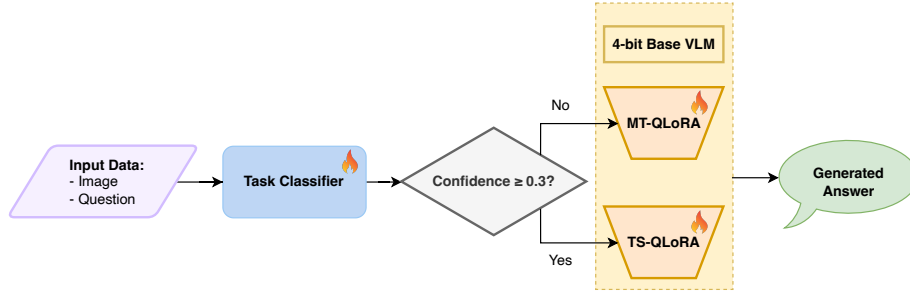 Input Data:
- Image
- Question
Task Classifier
Confidence ≥ 0.3?
No
Yes
4-bit Base VLM
MT-QLoRA
TS-QLoRA
Generated
Answer